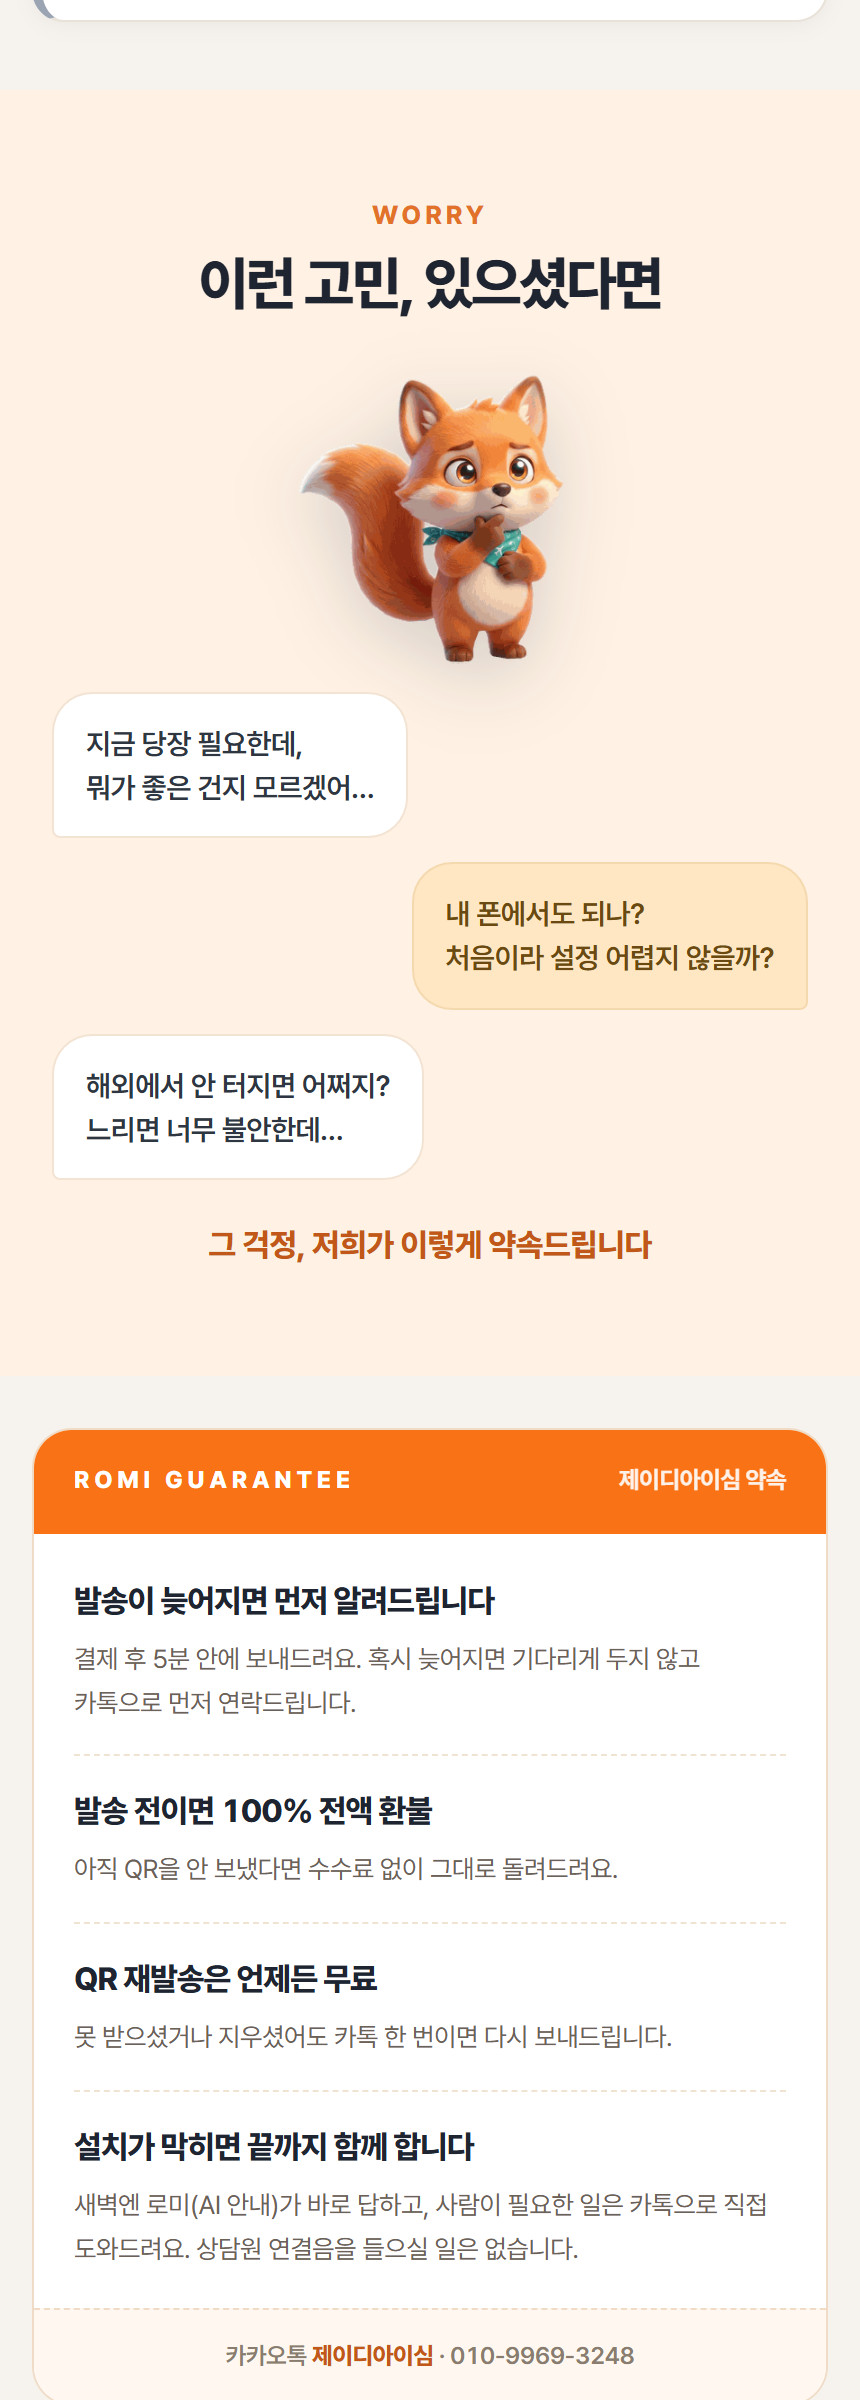 WORRY
이런 고민, 있으셨다면
지금 당장 필요한데,
뭐가 좋은 건지 모르겠어...
내 폰에서도 되나?
처음이라 설정 어렵지 않을까?
해외에서 안 터지면 어쩌지?
느리면 너무 불안한데...
그 걱정, 저희가 이렇게 약속드립니다
ROMI GUARANTEE
제이디아이심 약속
발송이 늦어지면 먼저 알려드립니다
결제 후 5분 안에 보내드려요. 혹시 늦어지면 기다리게 두지 않고
카톡으로 먼저 연락드립니다.
발송 전이면 100% 전액 환불
아직 QR을 안 보냈다면 수수료 없이 그대로 돌려드려요.
QR 재발송은 언제든 무료
못 받으셨거나 지우셨어도 카톡 한 번이면 다시 보내드립니다.
설치가 막히면 끝까지 함께 합니다
새벽엔 로미(AI 안내)가 바로 답하고, 사람이 필요한 일은 카톡으로 직접
도와드려요. 상담원 연결음을 들으실 일은 없습니다.
카카오톡 제이디아이심 · 010-9969-3248